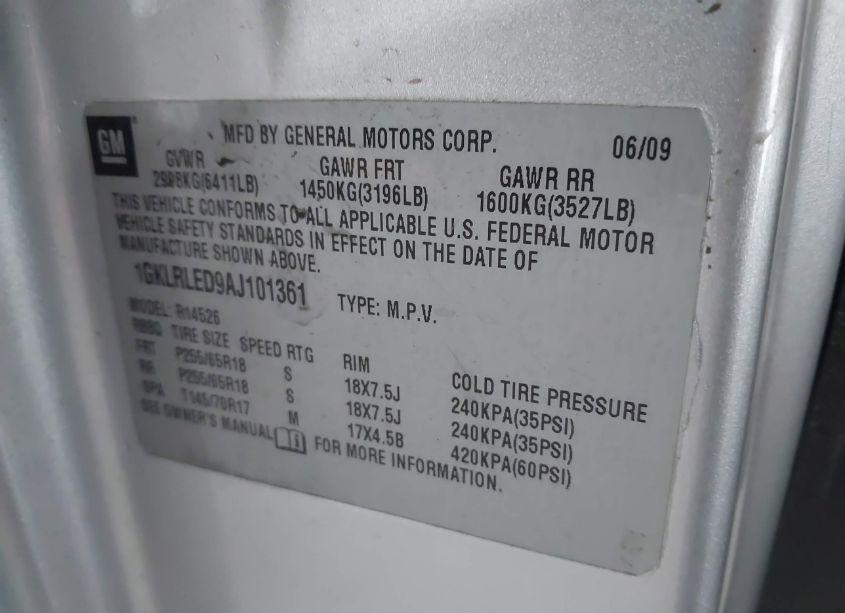 GM
MFD BY GENERAL MOTORS CORP. 06/09
GVWR GAWR FRT GAWR RR
2908KG(6411LB) 1450KG(3196LB) 1600KG(3527LB)
THIS VEHICLE CONFORMS TO ALL APPLICABLE U.S. FEDERAL MOTOR
VEHICLE SAFETY STANDARDS IN EFFECT ON THE DATE OF
MANUFACTURE SHOWN ABOVE.
1GKLRLED9AJ101361 TYPE: M.P.V.
MODEL: R14526
TIRE SIZE SPEED RTG RIM COLD TIRE PRESSURE
FRT P255/65R18 S 18X7.5J 240KPA(35PSI)
RR P255/65R18 S 18X7.5J 240KPA(35PSI)
SPA T145/70R17 M 17X4.5B 420KPA(60PSI)
SEE OWNER'S MANUAL FOR MORE INFORMATION.